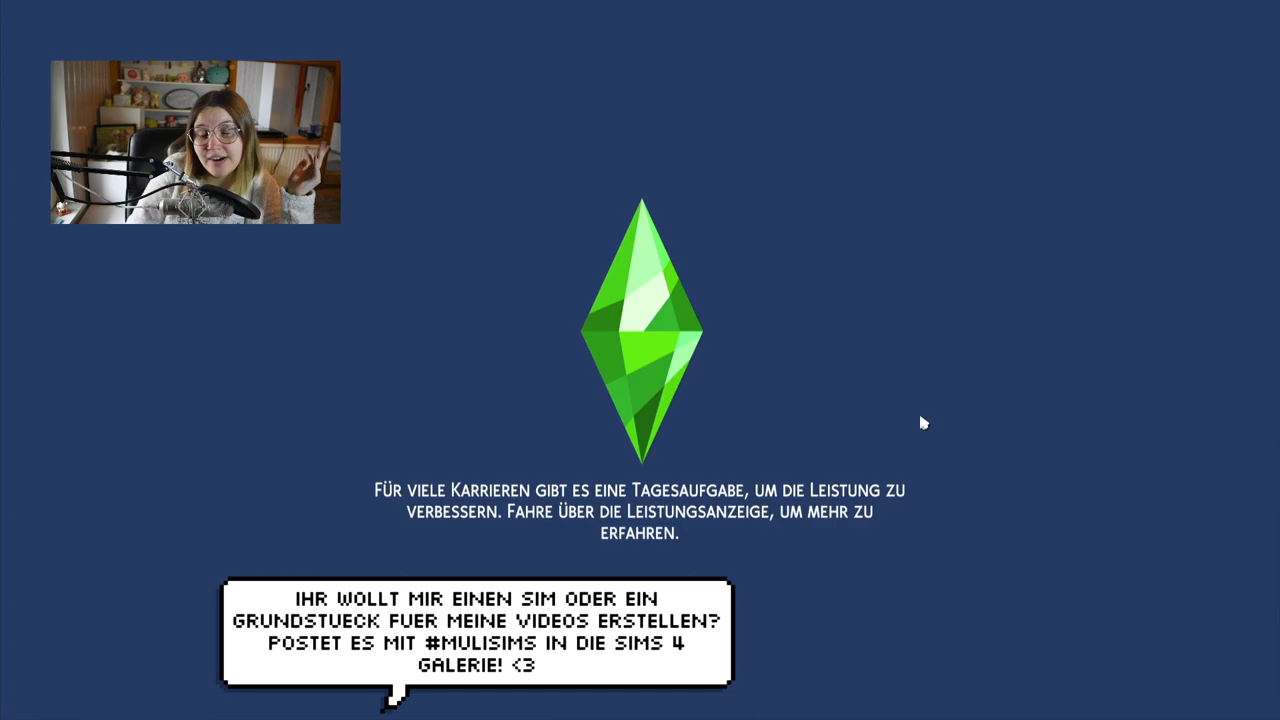 FÜR VIELE KARRIEREN GIBT ES EINE TAGESAUFGABE, UM DIE LEISTUNG ZU
VERBESSERN. FAHRE ÜBER DIE LEISTUNGSANZEIGE, UM MEHR ZU
ERFAHREN.
IHR WOLLT MIR EINEN SIM ODER EIN
GRUNDSTUECK FUER MEINE VIDEOS ERSTELLEN?
POSTET ES MIT #MULISIMS IN DIE SIMS 4
GALERIE! <3